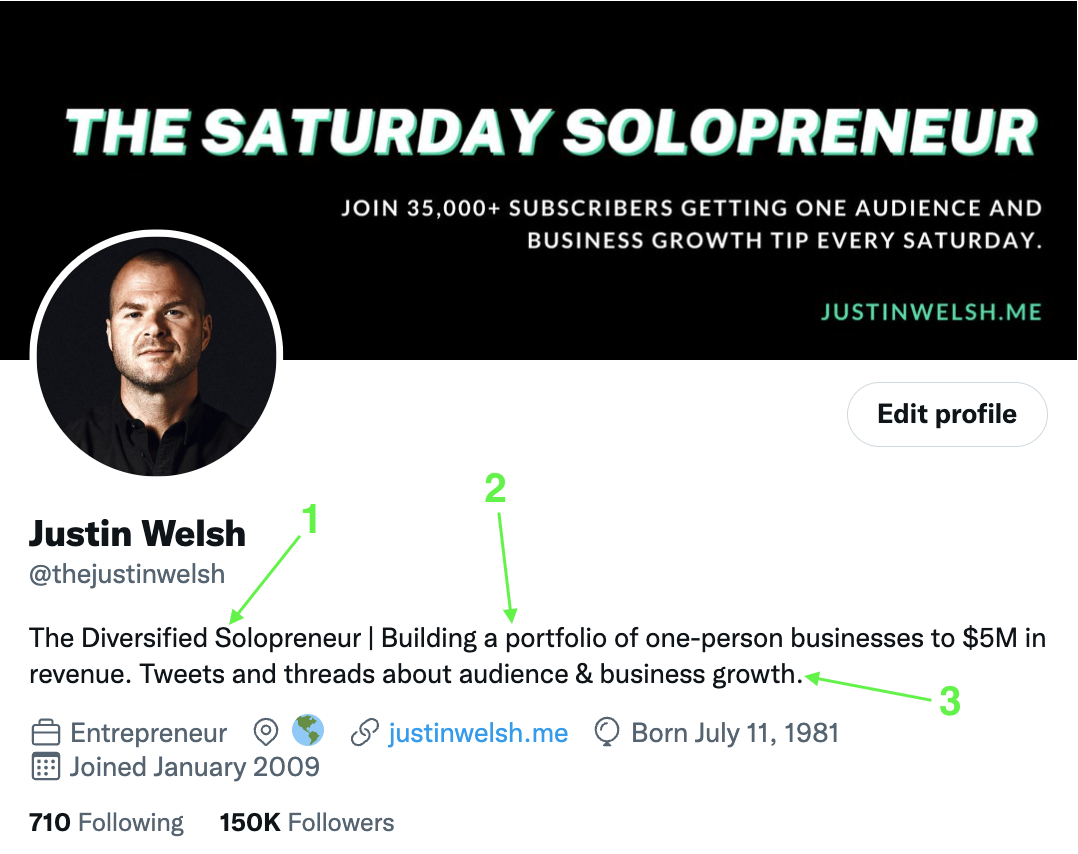 THE SATURDAY SOLOPRENEUR
JOIN 35,000+ SUBSCRIBERS GETTING ONE AUDIENCE AND
BUSINESS GROWTH TIP EVERY SATURDAY.
JUSTINWELSH.ME
Edit profile
2
1
Justin Welsh
@thejustinwelsh
The Diversified Solopreneur | Building a portfolio of one-person businesses to $5M in
revenue. Tweets and threads about audience & business growth.
3
Entrepreneur justinwelsh.me Born July 11, 1981
Joined January 2009
710 Following 150K Followers